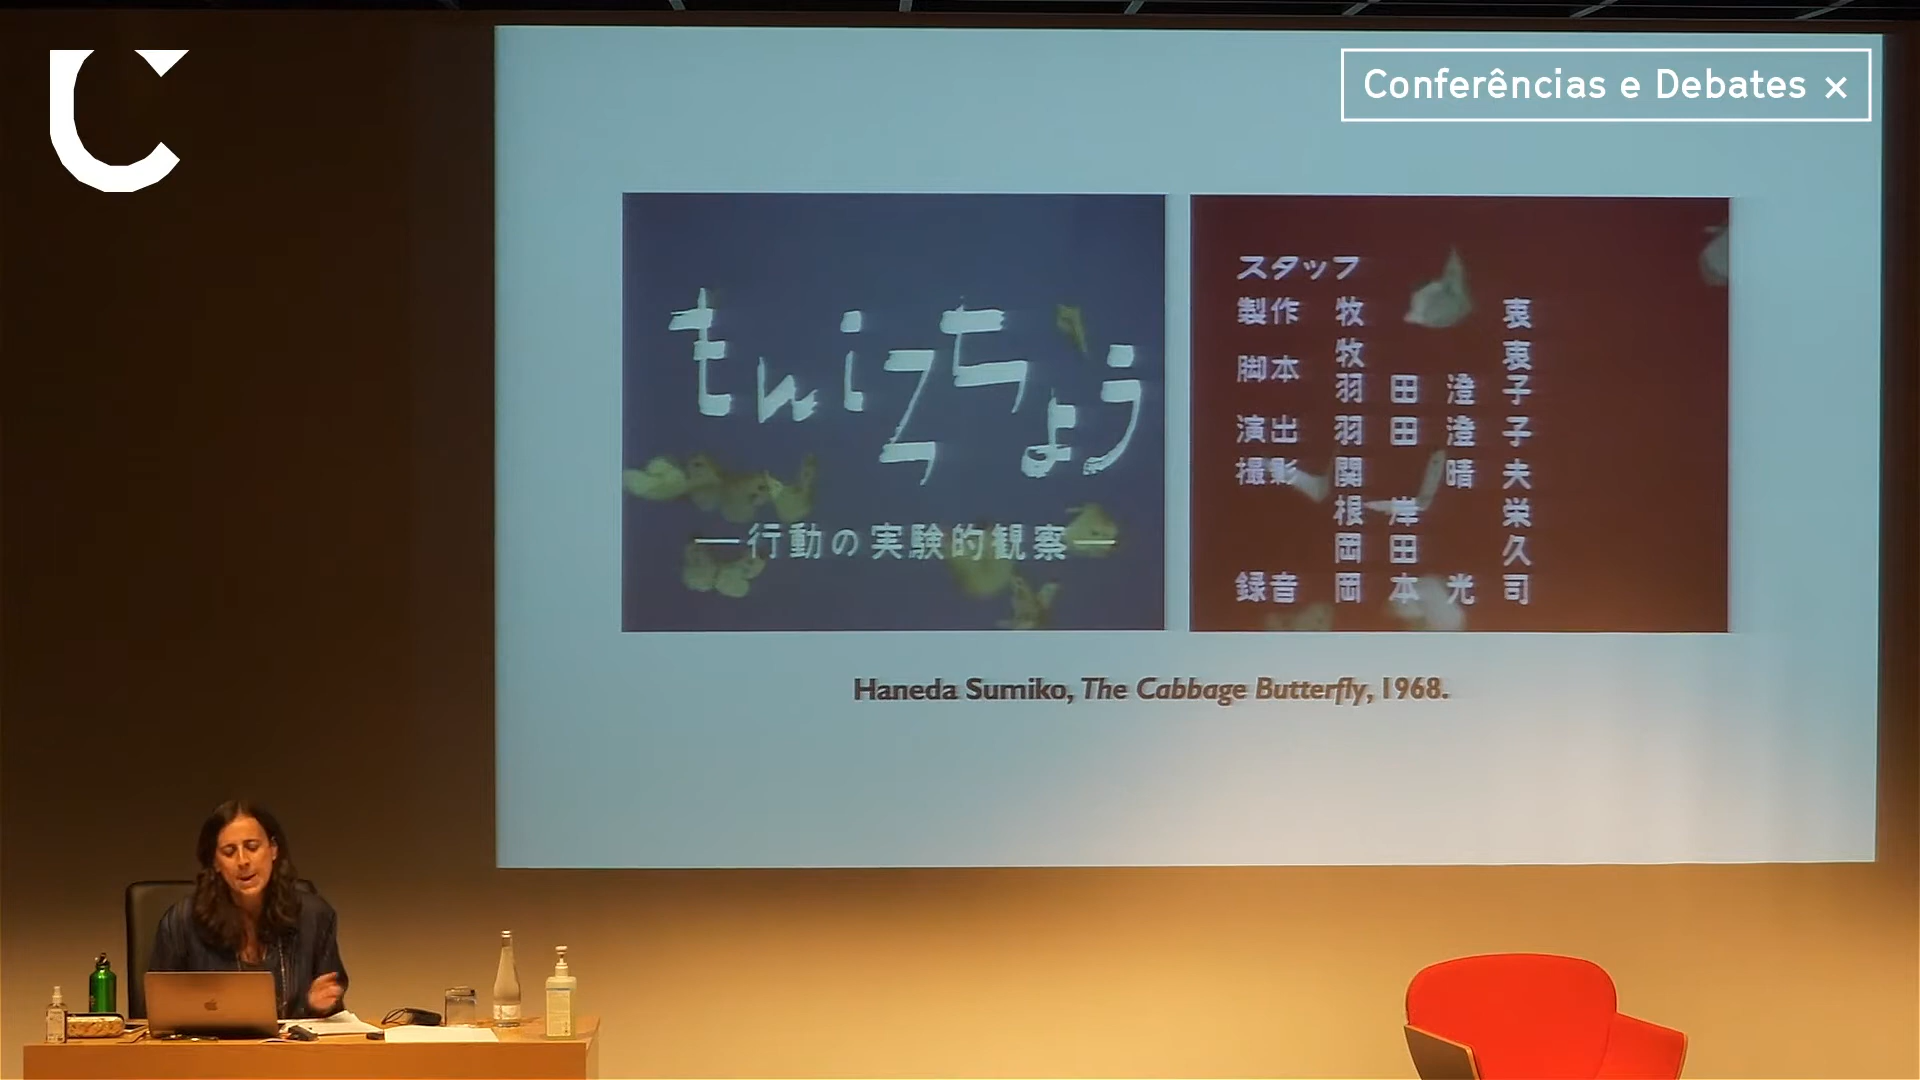 Conferências e Debates ×
もんしろちょう
—行動の実験的観察—
スタッフ
製作 牧 衷
脚本 牧 衷
羽田澄子
演出 羽田澄子
撮影 関 晴夫
根岸 栄
岡田 久
録音 岡本光司
Haneda Sumiko, The Cabbage Butterfly, 1968.